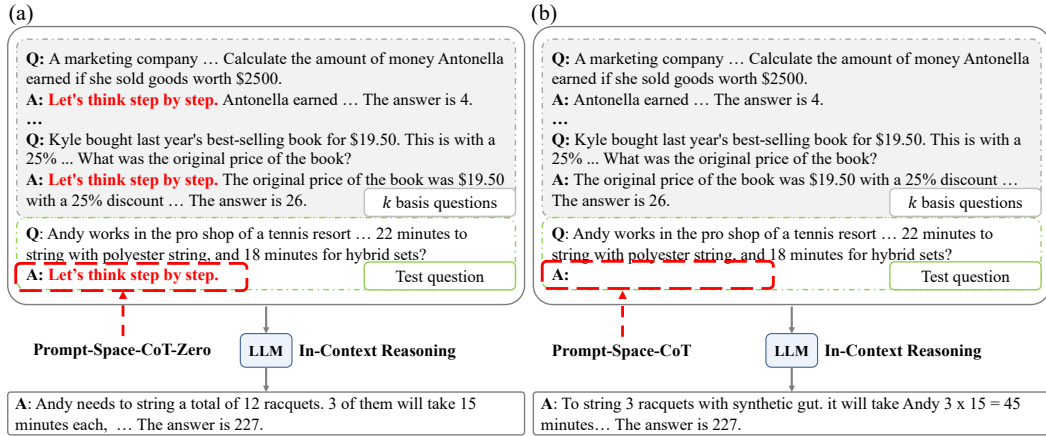 (a)
Q: A marketing company … Calculate the amount of money Antonella
earned if she sold goods worth $2500.
A: Let's think step by step. Antonella earned … The answer is 4.
…
Q: Kyle bought last year's best-selling book for $19.50. This is with a
25% ... What was the original price of the book?
A: Let's think step by step. The original price of the book was $19.50
with a 25% discount … The answer is 26.
k basis questions
Q: Andy works in the pro shop of a tennis resort … 22 minutes to
string with polyester string, and 18 minutes for hybrid sets?
A: Let's think step by step.
Test question
Prompt-Space-CoT-Zero
LLM
In-Context Reasoning
A: Andy needs to string a total of 12 racquets. 3 of them will take 15
minutes each, … The answer is 227.
(b)
Q: A marketing company … Calculate the amount of money Antonella
earned if she sold goods worth $2500.
A: Antonella earned … The answer is 4.
…
Q: Kyle bought last year's best-selling book for $19.50. This is with a
25% ... What was the original price of the book?
A: The original price of the book was $19.50 with a 25% discount …
The answer is 26.
k basis questions
Q: Andy works in the pro shop of a tennis resort … 22 minutes to
string with polyester string, and 18 minutes for hybrid sets?
A:
Test question
Prompt-Space-CoT
LLM
In-Context Reasoning
A: To string 3 racquets with synthetic gut. it will take Andy 3 x 15 = 45
minutes… The answer is 227.